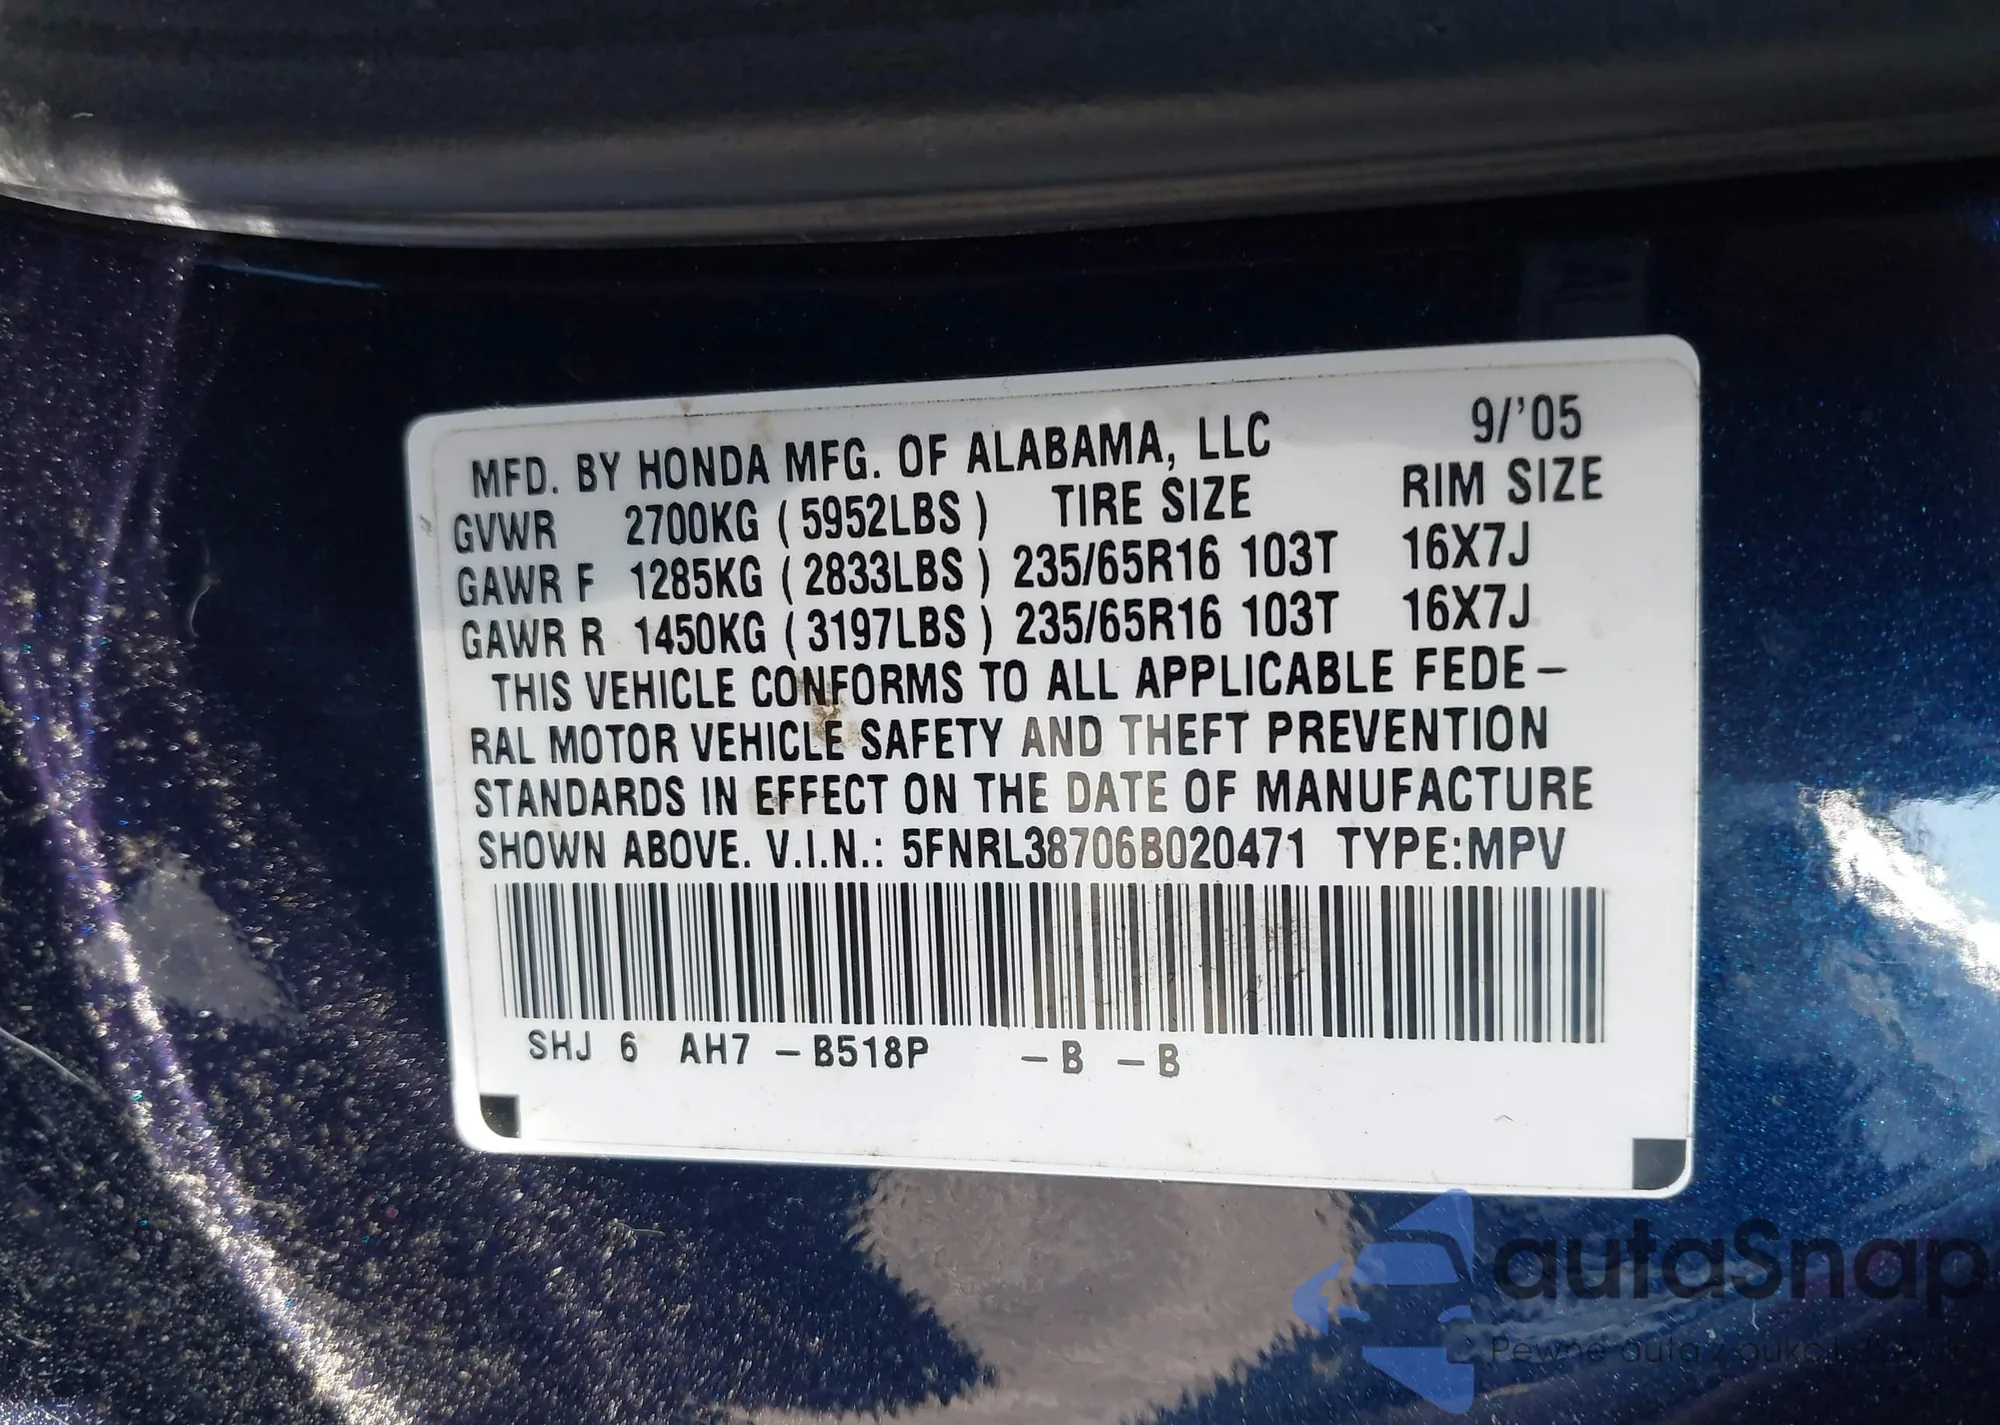 MFD. BY HONDA MFG. OF ALABAMA, LLC 9/'05
GVWR 2700KG (5952LBS) TIRE SIZE RIM SIZE
GAWR F 1285KG (2833LBS) 235/65R16 103T 16X7J
GAWR R 1450KG (3197LBS) 235/65R16 103T 16X7J
THIS VEHICLE CONFORMS TO ALL APPLICABLE FEDE-
RAL MOTOR VEHICLE SAFETY AND THEFT PREVENTION
STANDARDS IN EFFECT ON THE DATE OF MANUFACTURE
SHOWN ABOVE. V.I.N.: 5FNRL38706B020471 TYPE:MPV
SHJ 6 AH7 -B518P -B -B
autaSnap
Pewne auta z